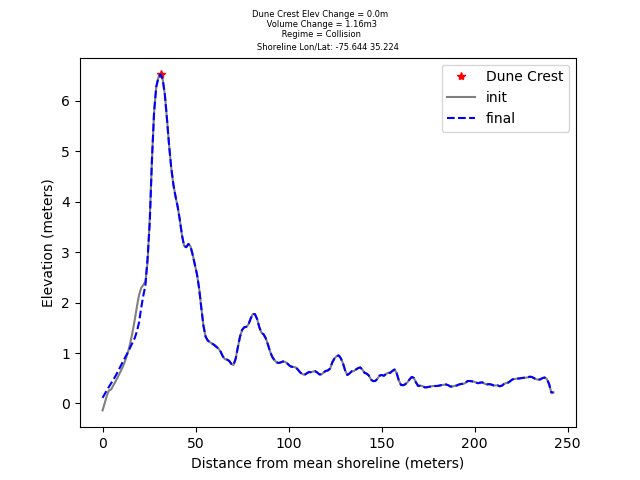 Dune Crest Elev Change = 0.0m
Volume Change = 1.16m3
Regime = Collision
Shoreline Lon/Lat: -75.644 35.224
Dune Crest
init
final
Elevation (meters)
6
5
4
3
2
1
0
0 50 100 150 200 250
Distance from mean shoreline (meters)